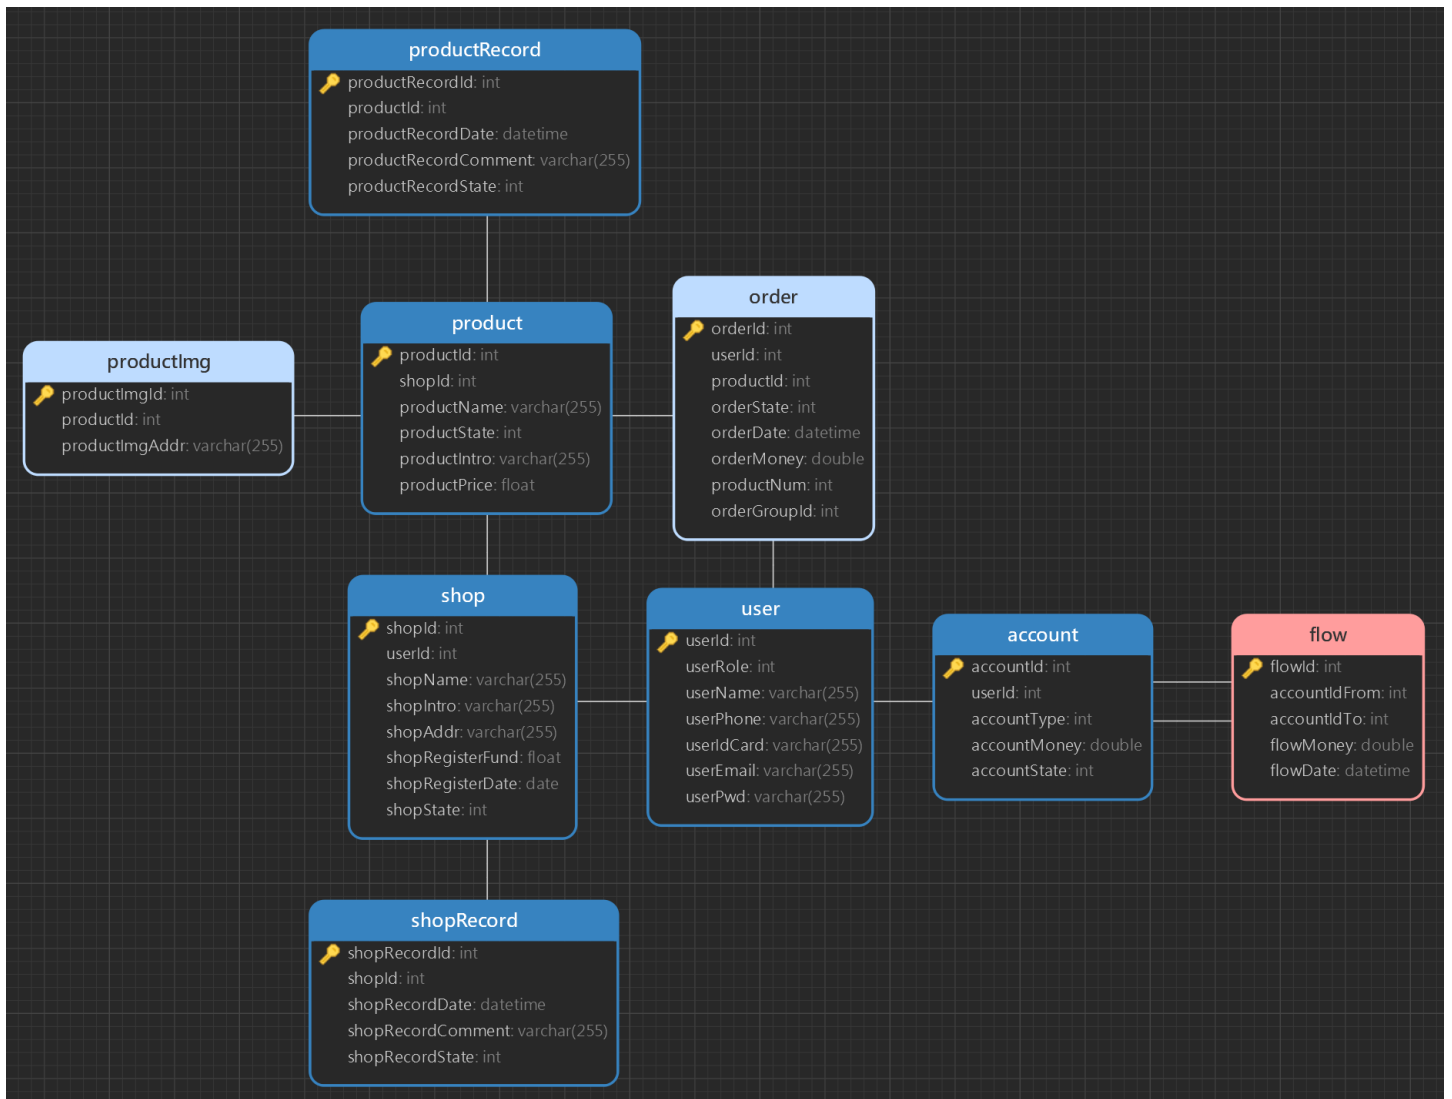 productRecord
productRecordId: int
productId: int
productRecordDate: datetime
productRecordComment: varchar(255)
productRecordState: int
order
orderId: int
userId: int
productId: int
orderState: int
orderDate: datetime
orderMoney: double
productNum: int
orderGroupId: int
product
productId: int
shopId: int
productName: varchar(255)
productState: int
productIntro: varchar(255)
productPrice: float
productImg
productImgId: int
productId: int
productImgAddr: varchar(255)
shop
shopId: int
userId: int
shopName: varchar(255)
shopIntro: varchar(255)
shopAddr: varchar(255)
shopRegisterFund: float
shopRegisterDate: date
shopState: int
user
userId: int
userRole: int
userName: varchar(255)
userPhone: varchar(255)
userIdCard: varchar(255)
userEmail: varchar(255)
userPwd: varchar(255)
account
accountId: int
userId: int
accountType: int
accountMoney: double
accountState: int
flow
flowId: int
accountIdFrom: int
accountIdTo: int
flowMoney: double
flowDate: datetime
shopRecord
shopRecordId: int
shopId: int
shopRecordDate: datetime
shopRecordComment: varchar(255)
shopRecordState: int